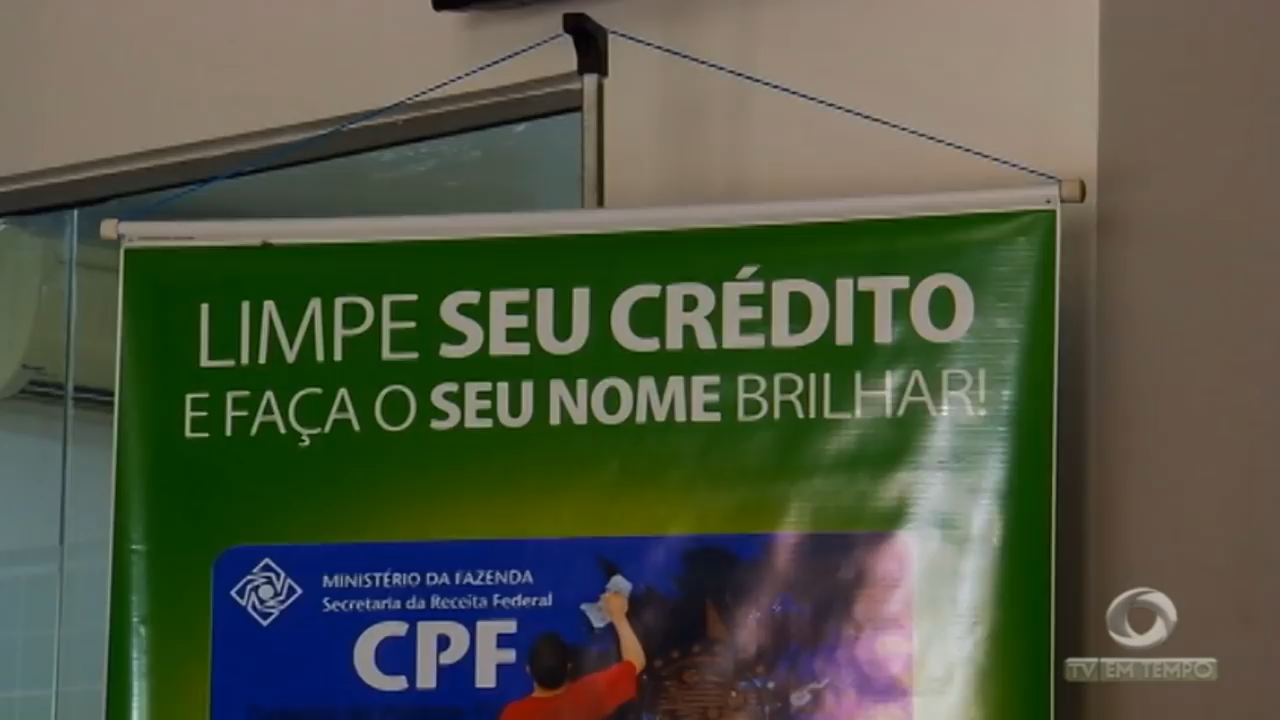 LIMPE SEU CRÉDITO
E FAÇA O SEU NOME BRILHAR!
MINISTÉRIO DA FAZENDA
Secretaria da Receita Federal
CPF
TV EM TEMPO